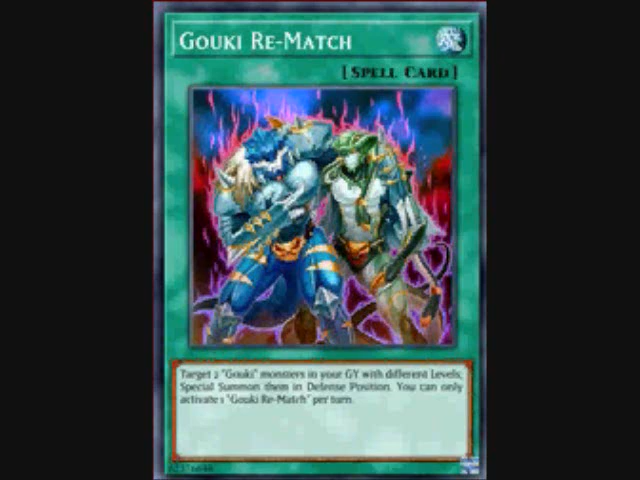 Gouki Re-Match
[Spell Card]
Target 2 "Gouki" monsters in your GY with different Levels;
Special Summon them in Defense Position. You can only
activate 1 "Gouki Re-Match" per turn.